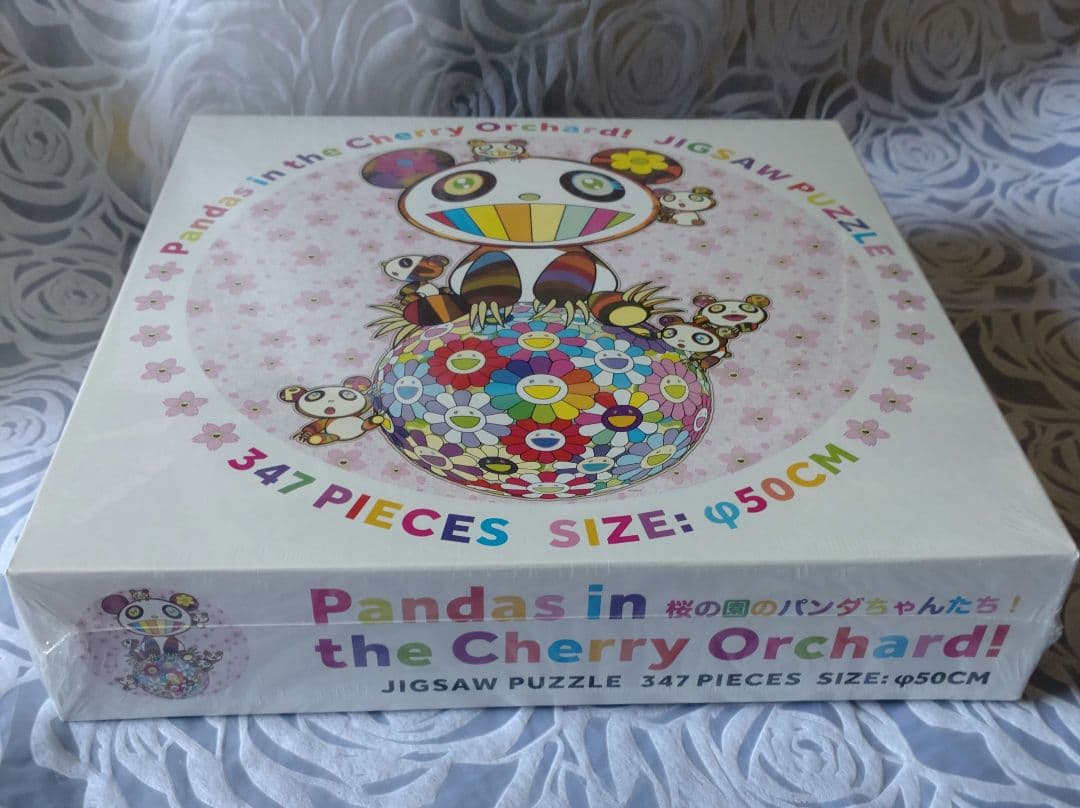 Pandas in the Cherry Orchard! JIGSAW PUZZLE
347 PIECES SIZE: φ50CM
Pandas in 桜の園のパンダちゃんたち！
the Cherry Orchard!
JIGSAW PUZZLE 347 PIECES SIZE: φ50CM